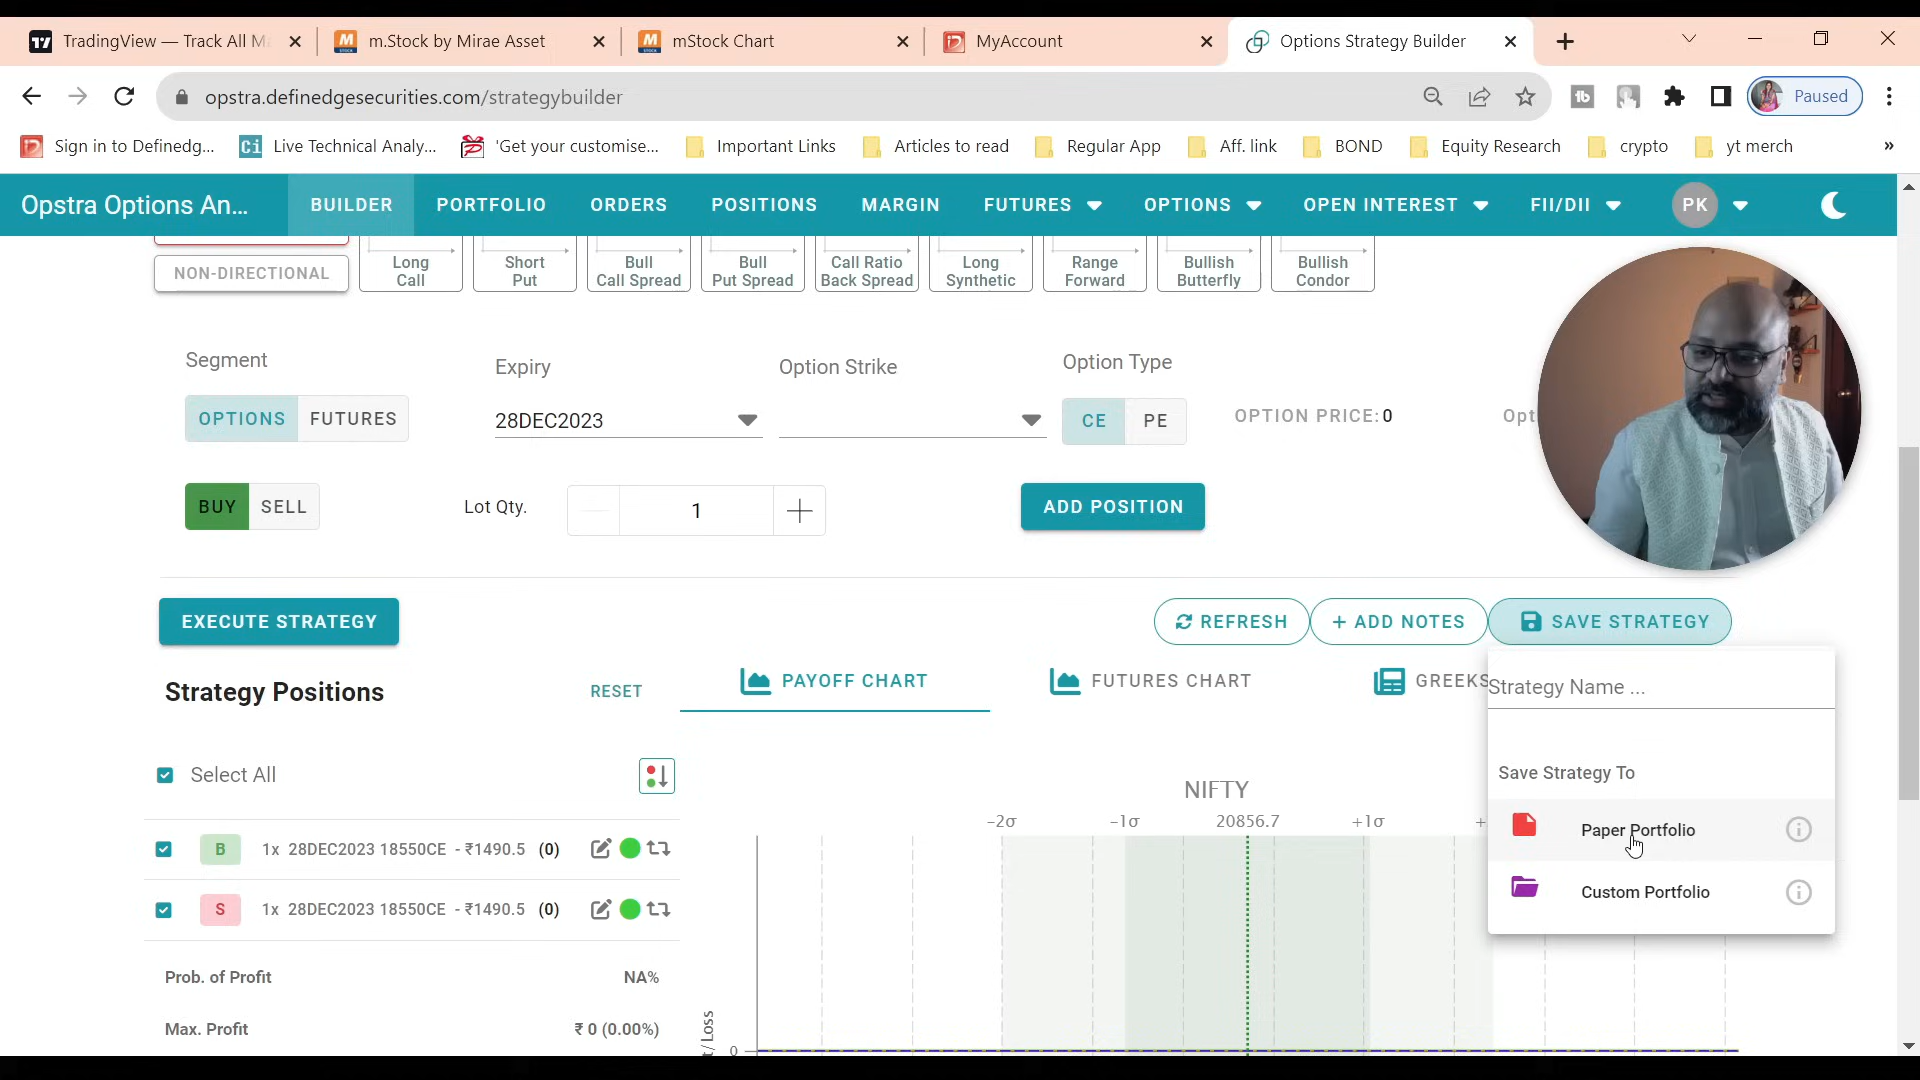 TradingView — Track All Ma
m.Stock by Mirae Asset
mStock Chart
MyAccount
Options Strategy Builder
opstra.definedgesecurities.com/strategybuilder
Paused
Sign in to Definedg...
Live Technical Analy...
'Get your customise...
Important Links
Articles to read
Regular App
Aff. link
BOND
Equity Research
crypto
yt merch
»
Opstra Options An...
BUILDER
PORTFOLIO
ORDERS
POSITIONS
MARGIN
FUTURES
OPTIONS
OPEN INTEREST
FII/DII
PK
NON-DIRECTIONAL
Long
Call
Short
Put
Bull
Call Spread
Bull
Put Spread
Call Ratio
Back Spread
Long
Synthetic
Range
Forward
Bullish
Butterfly
Bullish
Condor
Segment
Expiry
Option Strike
Option Type
OPTIONS
FUTURES
28DEC2023
CE
PE
OPTION PRICE: 0
Opt
BUY
SELL
Lot Qty.
1
ADD POSITION
EXECUTE STRATEGY
REFRESH
+ ADD NOTES
SAVE STRATEGY
Strategy Positions
RESET
PAYOFF CHART
FUTURES CHART
GREEKS
Strategy Name ...
Save Strategy To
Paper Portfolio
Custom Portfolio
Select All
B
1x 28DEC2023 18550CE - ₹1490.5 (0)
S
1x 28DEC2023 18550CE - ₹1490.5 (0)
Prob. of Profit
NA%
Max. Profit
₹ 0 (0.00%)
NIFTY
-2σ
-1σ
20856.7
+1σ
+
t/Loss
0